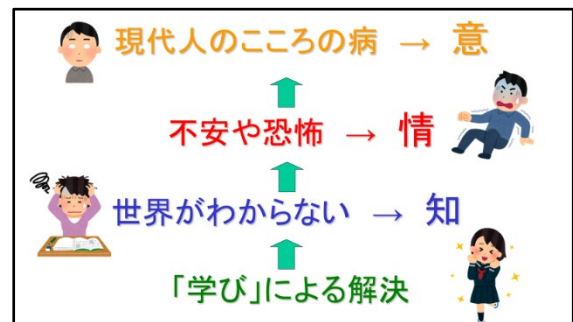 現代人のこころの病 → 意
不安や恐怖 → 情
世界がわからない → 知
「学び」による解決